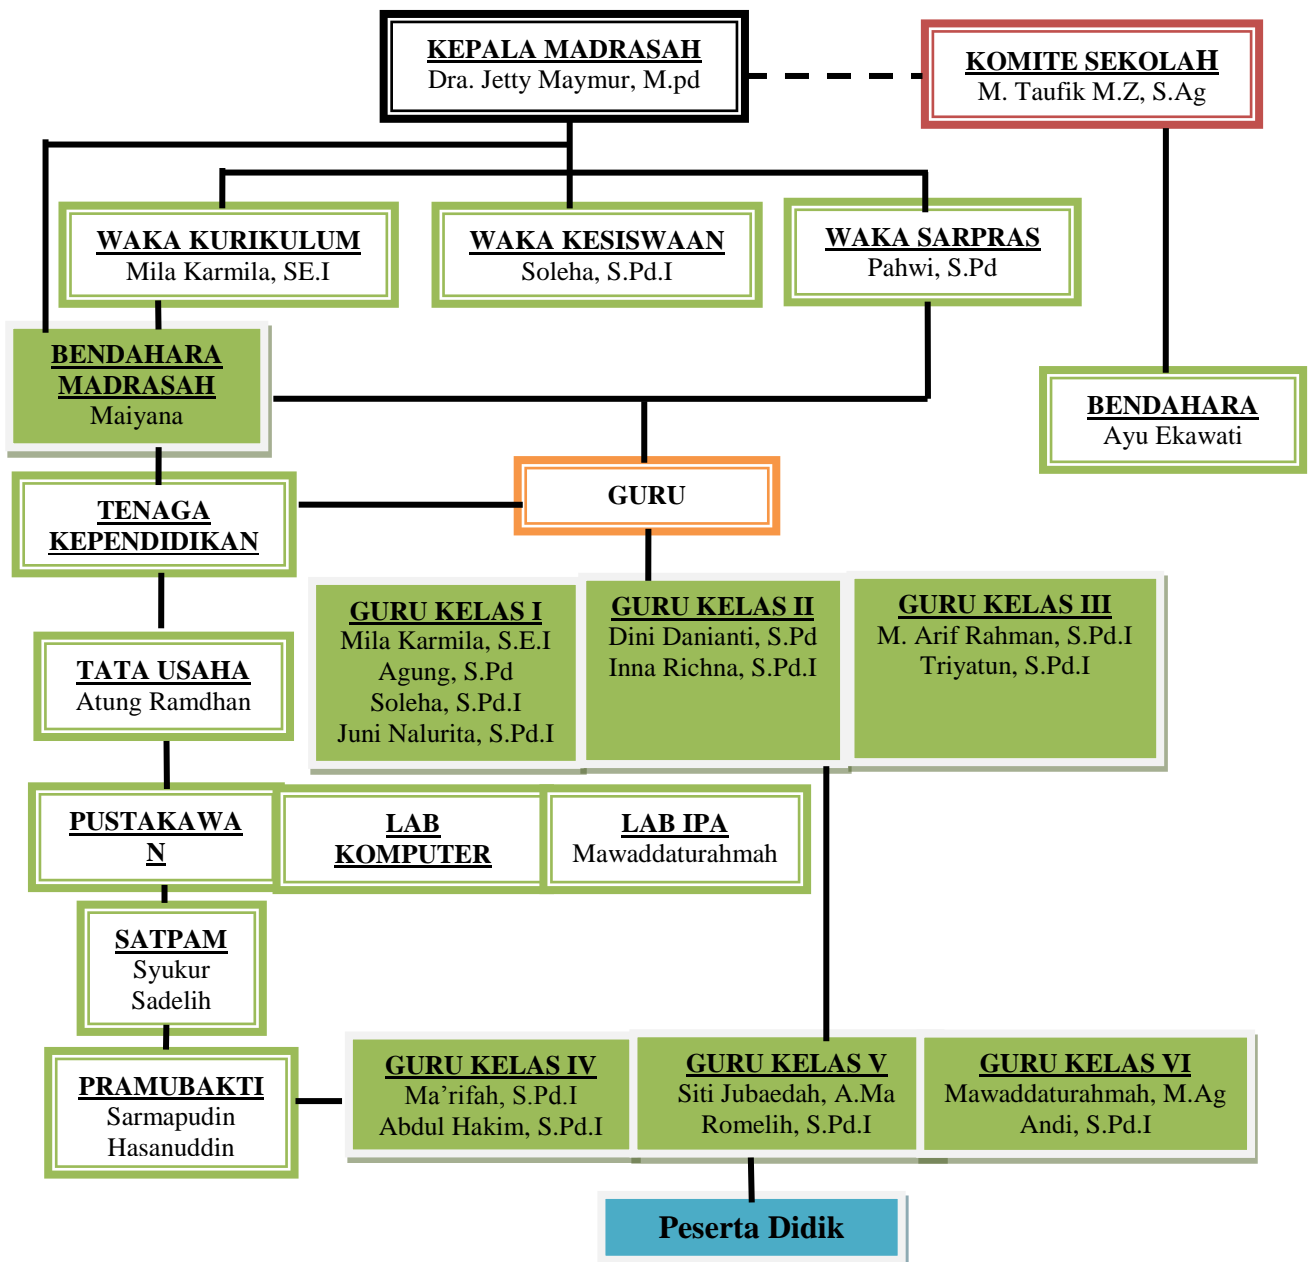 KEPALA MADRASAH
Dra. Jetty Maymur, M.pd
KOMITE SEKOLAH
M. Taufik M.Z, S.Ag
WAKA KURIKULUM
Mila Karmila, SE.I
WAKA KESISWAAN
Soleha, S.Pd.I
WAKA SARPRAS
Pahwi, S.Pd
BENDAHARA
MADRASAH
Maiyana
BENDAHARA
Ayu Ekawati
GURU
TENAGA
KEPENDIDIKAN
GURU KELAS I
Mila Karmila, S.E.I
Agung, S.Pd
Soleha, S.Pd.I
Juni Nalurita, S.Pd.I
GURU KELAS II
Dini Danianti, S.Pd
Inna Richna, S.Pd.I
GURU KELAS III
M. Arif Rahman, S.Pd.I
Triyatun, S.Pd.I
TATA USAHA
Atung Ramdhan
PUSTAKAWA
N
LAB
KOMPUTER
LAB IPA
Mawaddaturahmah
SATPAM
Syukur
Sadelih
PRAMUBAKTI
Sarmapudin
Hasanuddin
GURU KELAS IV
Ma’rifah, S.Pd.I
Abdul Hakim, S.Pd.I
GURU KELAS V
Siti Jubaedah, A.Ma
Romelih, S.Pd.I
GURU KELAS VI
Mawaddaturahmah, M.Ag
Andi, S.Pd.I
Peserta Didik